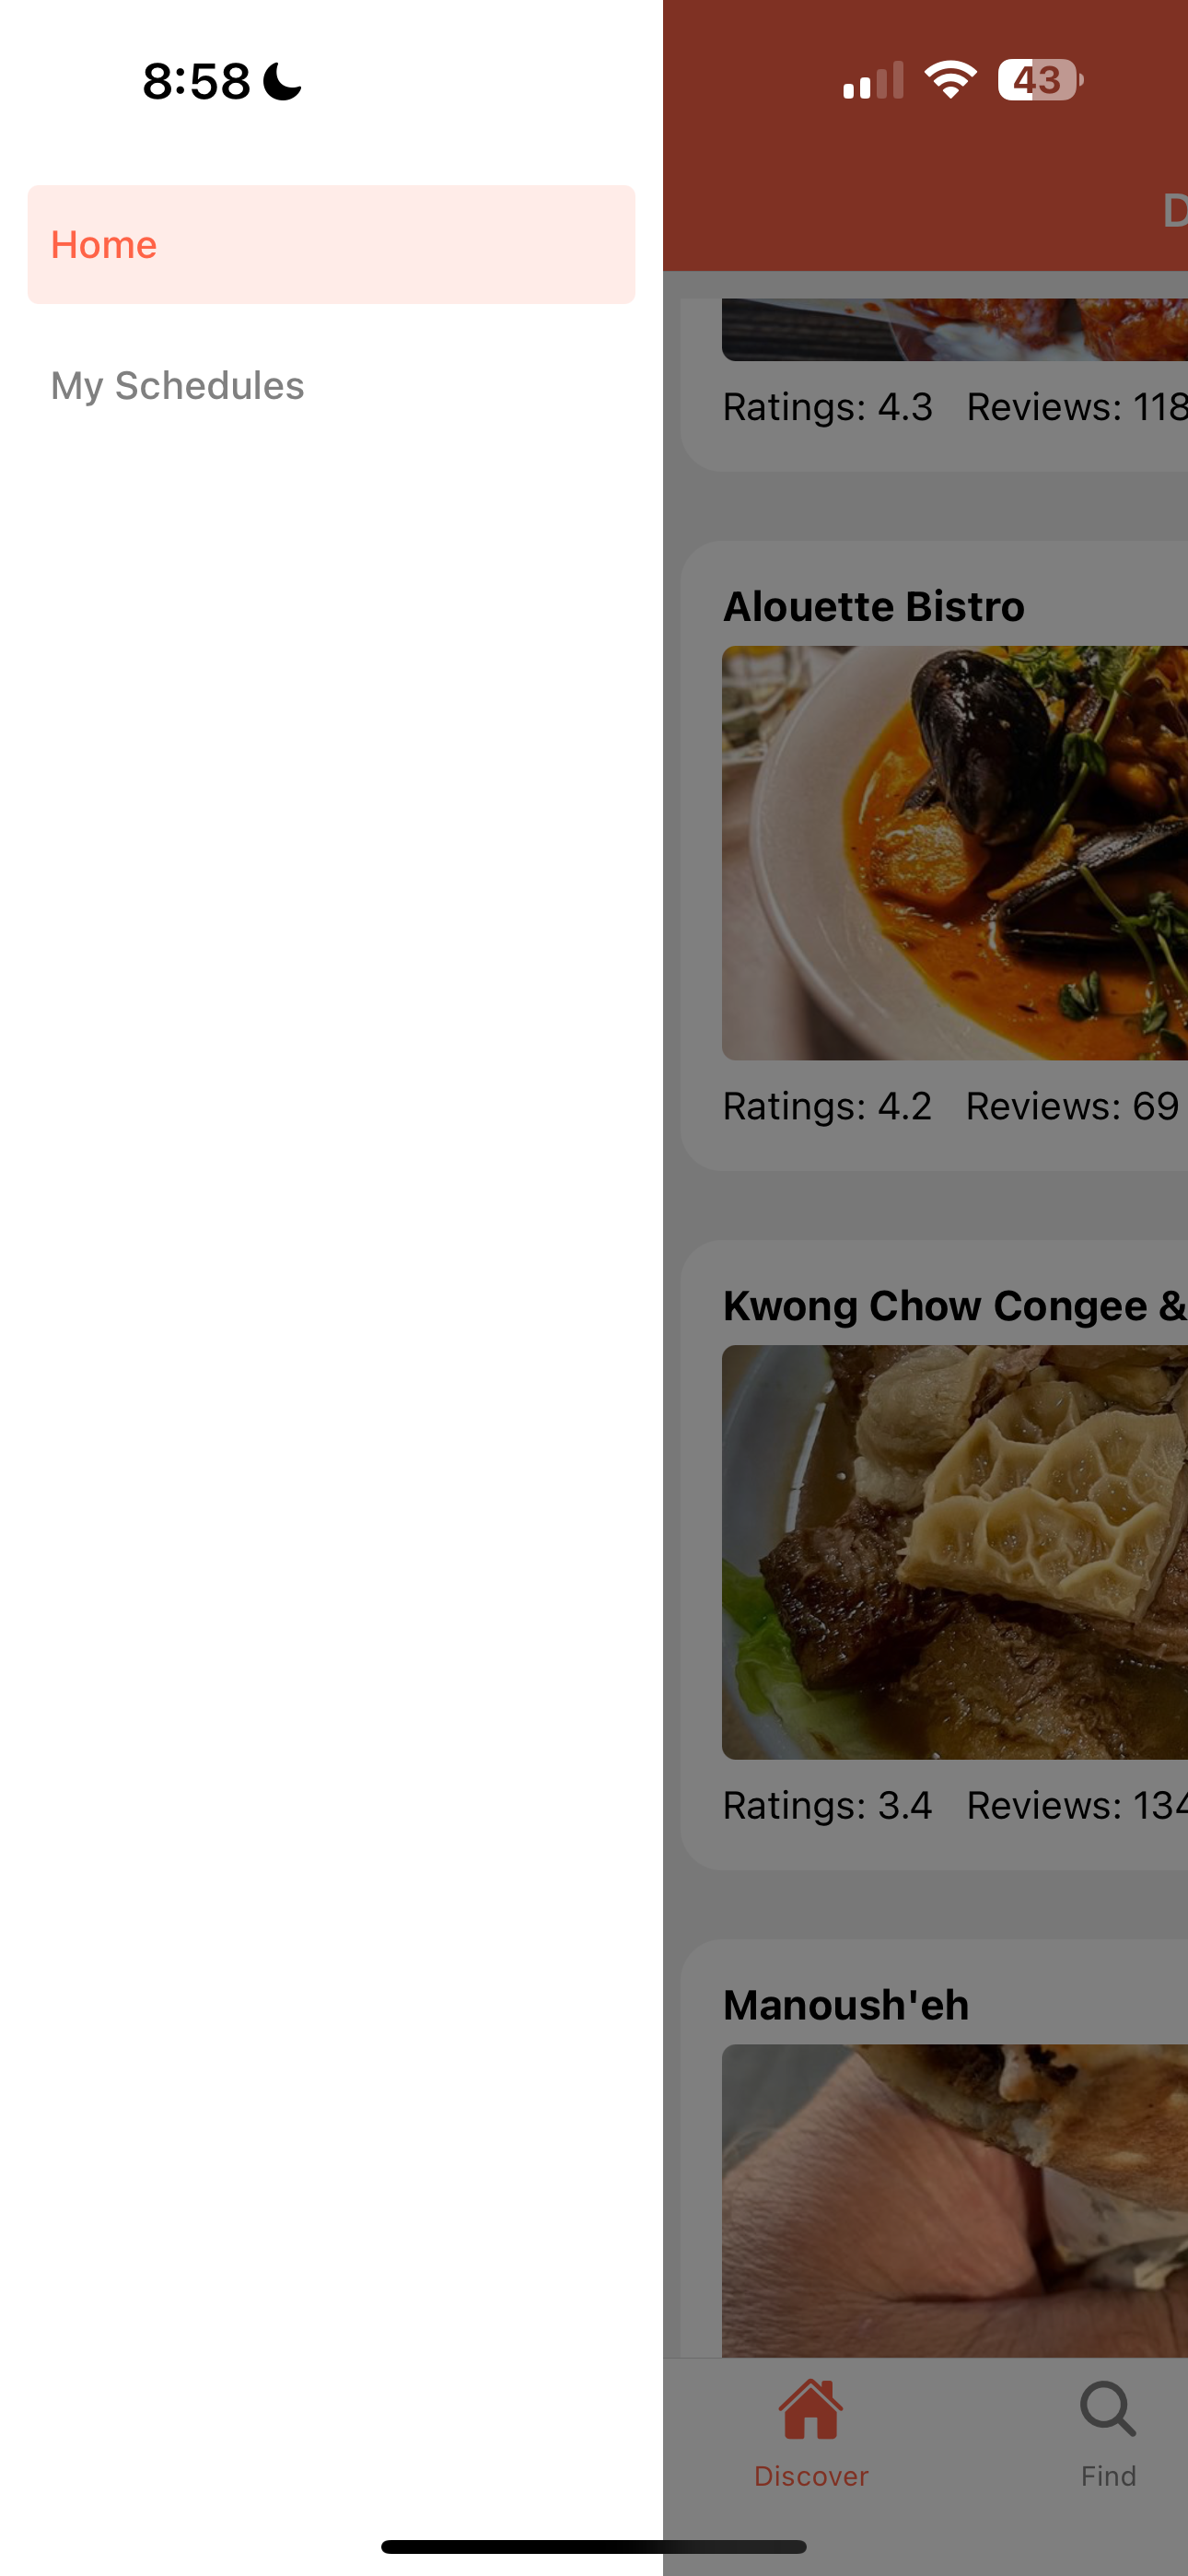 8:58
43
Home
My Schedules
D
Ratings: 4.3 Reviews: 118
Alouette Bistro
Ratings: 4.2 Reviews: 69
Kwong Chow Congee &
Ratings: 3.4 Reviews: 134
Manoush'eh
Discover
Find